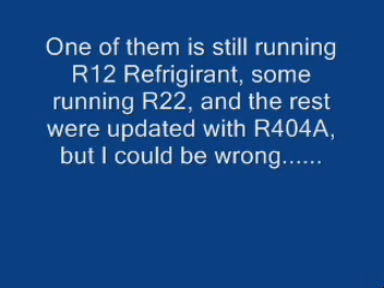 One of them is still running
R12 Refrigirant, some
running R22, and the rest
were updated with R404A,
but I could be wrong......